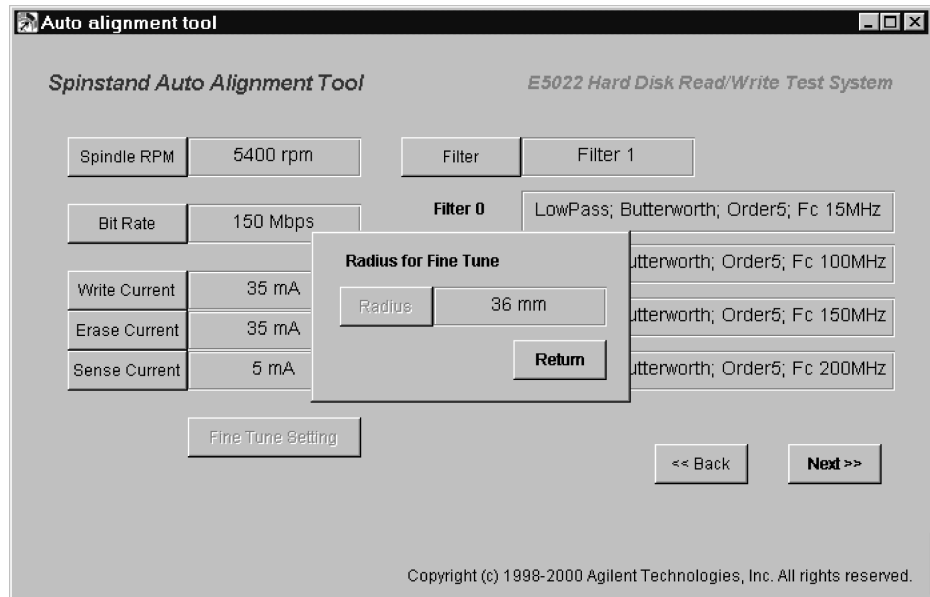 Auto alignment tool
Spinstand Auto Alignment Tool
E5022 Hard Disk Read/Write Test System
Spindle RPM 5400 rpm
Filter Filter 1
Bit Rate 150 Mbps
Filter 0 LowPass; Butterworth; Order5; Fc 15MHz
Write Current 35 mA
Erase Current 35 mA
Sense Current 5 mA
Radius for Fine Tune
Radius 36 mm
Return
Order5; Fc 100MHz
Order5; Fc 150MHz
Order5; Fc 200MHz
Fine Tune Setting
<< Back
Next >>
Copyright (c) 1998-2000 Agilent Technologies, Inc. All rights reserved.